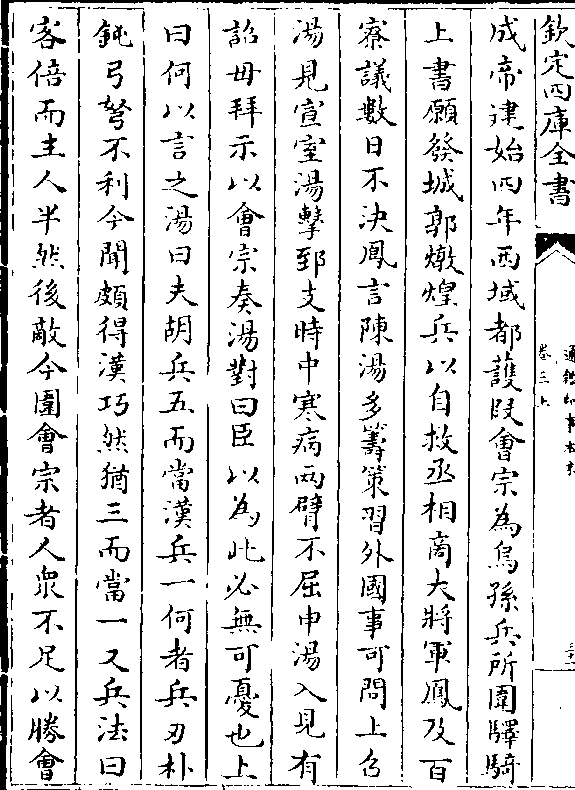 欽定四庫全書
通鑑紀事本末
卷三上
成帝建始四年西域都護段會宗為烏孫兵所圍驛騎
上書願發城郭燉煌兵以自救丞相商大將軍鳳及百
寮議數日不決鳳言陳湯多籌策習外國事可問上召
湯見宣室湯擊郅支時中寒病兩臂不屈申湯入見有
詔毋拜示以會宗奏湯對曰臣以為此必無可憂也上
曰何以言之湯曰夫胡兵五而當漢兵一何者兵刃朴
鈍弓弩不利今聞頗得漢巧然猶三而當一又兵法曰
客倍而主人半然後敵今圍會宗者人衆不足以勝會